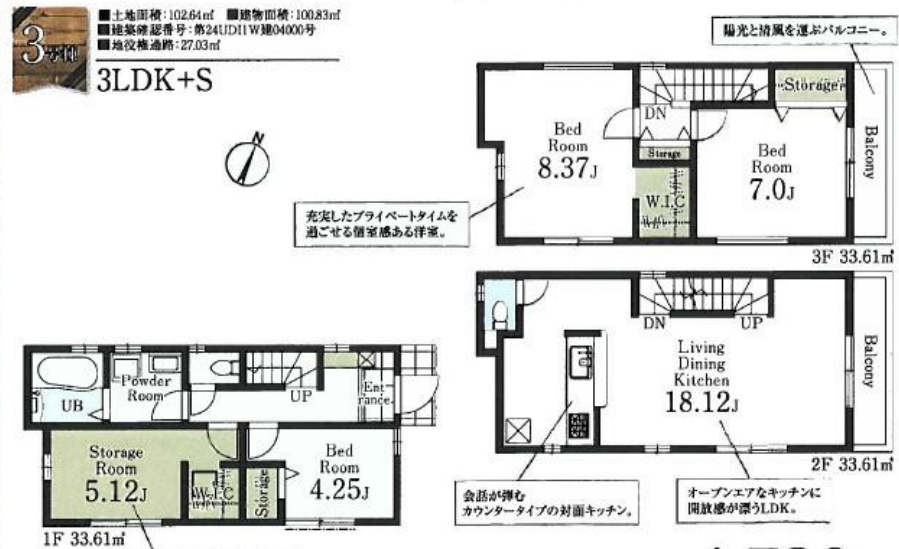 3号棟
■土地面積：102.64㎡ ■建物面積：100.83㎡
■建築確認番号：第24UDI1W建04000号
■地役権通路：27.03㎡
3LDK+S
N
陽光と清風を運ぶバルコニー。
Storage
DN
Bed
Room
8.37J
Storage
W.I.C
Bed
Room
7.0J
Balcony
充実したプライベートタイムを
過ごせる個室感ある洋室。
3F 33.61㎡
DN
UP
Living
Dining
Kitchen
18.12J
Balcony
2F 33.61㎡
会話が弾む
カウンタータイプの対面キッチン。
オープンエアなキッチンに
開放感が漂うLDK。
UB
Powder
Room
UP
Ent
rance
Storage
Room
5.12J
W.I.C
Storage
Bed
Room
4.25J
1F 33.61㎡